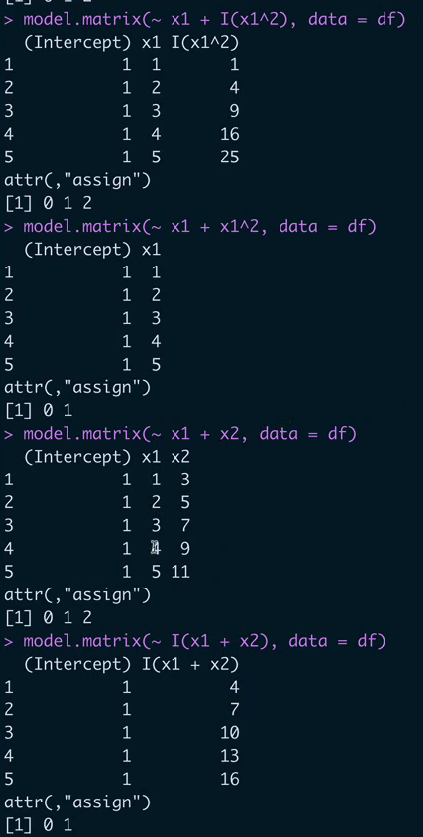 > model.matrix(~ x1 + I(x1^2), data = df)
  (Intercept) x1 I(x1^2)
1           1  1       1
2           1  2       4
3           1  3       9
4           1  4      16
5           1  5      25
attr(,"assign")
[1] 0 1 2
> model.matrix(~ x1 + x1^2, data = df)
  (Intercept) x1
1           1  1
2           1  2
3           1  3
4           1  4
5           1  5
attr(,"assign")
[1] 0 1
> model.matrix(~ x1 + x2, data = df)
  (Intercept) x1 x2
1           1  1  3
2           1  2  5
3           1  3  7
4           1  4  9
5           1  5 11
attr(,"assign")
[1] 0 1 2
> model.matrix(~ I(x1 + x2), data = df)
  (Intercept) I(x1 + x2)
1           1          4
2           1          7
3           1         10
4           1         13
5           1         16
attr(,"assign")
[1] 0 1